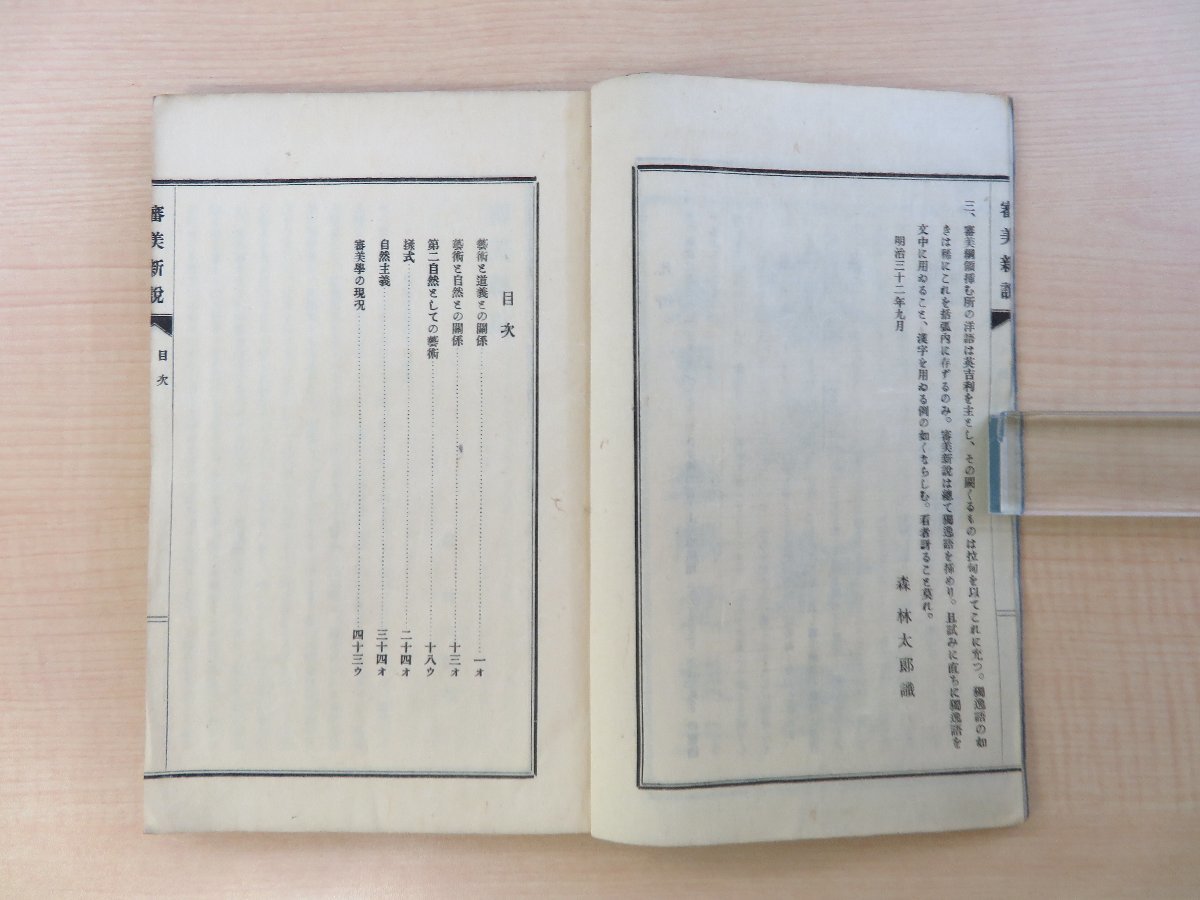 審美新説
三、審美綱領挿む所の洋語は英吉利を主とし、その闕くるものは拉甸を以てこれに充つ。獨逸語の如
きは稀にこれを括弧内に存ずるのみ。審美新説は總て獨逸語を挿めり。且試みに直ちに獨逸語を
文中に用ゐること、漢字を用ゐる例の如くならしむ。看者訝ること莫れ。
明治三十二年九月
森林太郎識
目次
藝術と道義との關係……一オ
藝術と自然との關係……十三オ
第二自然としての藝術……十八ウ
様式……二十四オ
自然主義……三十四オ
審美學の現況……四十三ウ
審美新説
目次